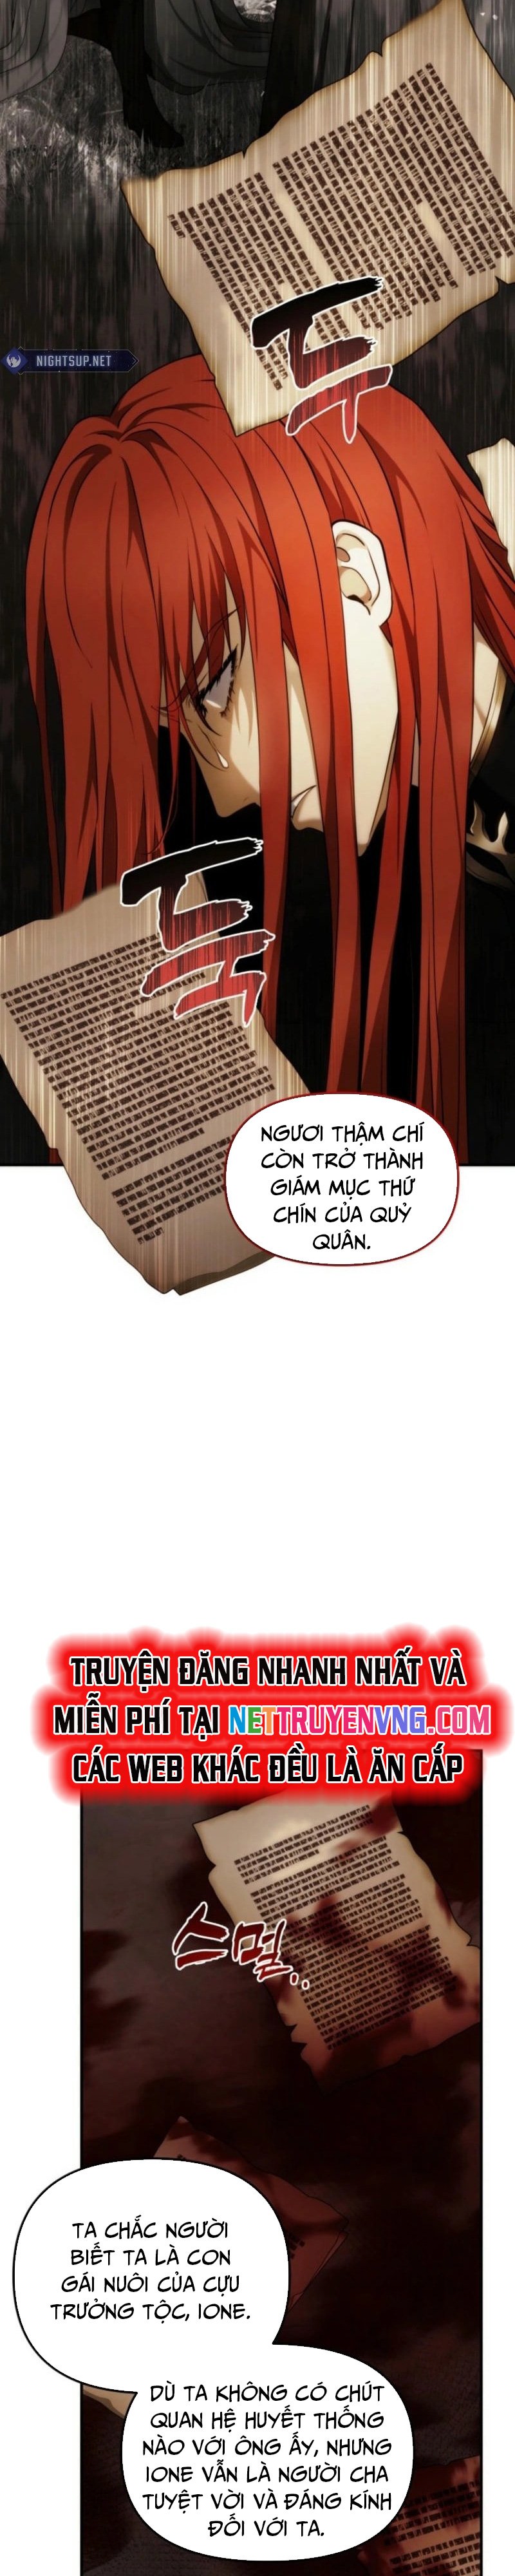 NIGHTSUP.NET
두
둑
NGƯƠI THẬM CHÍ
CÒN TRỞ THÀNH
GIÁM MỤC THỨ
CHÍN CỦA QUỶ
QUÂN.
TRUYỆN ĐĂNG NHANH NHẤT VÀ
MIỄN PHÍ TẠI NETTRUYENVNG.COM
CÁC WEB KHÁC ĐỀU LÀ ĂN CẮP
스멀..
TA CHẮC NGƯỜI
BIẾT TA LÀ CON
GÁI NUÔI CỦA CỰU
TRƯỞNG TỘC, IONE.
DÙ TA KHÔNG CÓ CHÚT
QUAN HỆ HUYẾT THỐNG
NÀO VỚI ÔNG ẤY, NHƯNG
IONE VẪN LÀ NGƯỜI CHA
TUYỆT VỜI VÀ ĐÁNG KÍNH
ĐỐI VỚI TA.